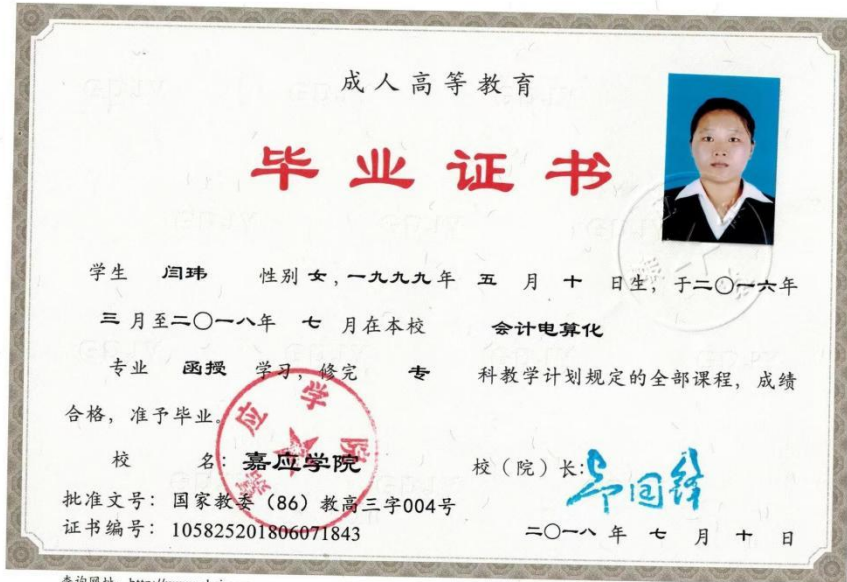 成人高等教育
毕业证书
学生 闫玮 性别 女，一九九九年 五 月 十 日生，于二〇一六年
三 月至二〇一八年 七 月在本校 会计电算化
专业 函授 学习，修完 专 科教学计划规定的全部课程，成绩
合格，准予毕业。
校 名：嘉应学院 校（院）长：
批准文号：国家教委（86）教高三字004号
证书编号：105825201806071843
二〇一八 年 七 月 十 日
嘉应学院